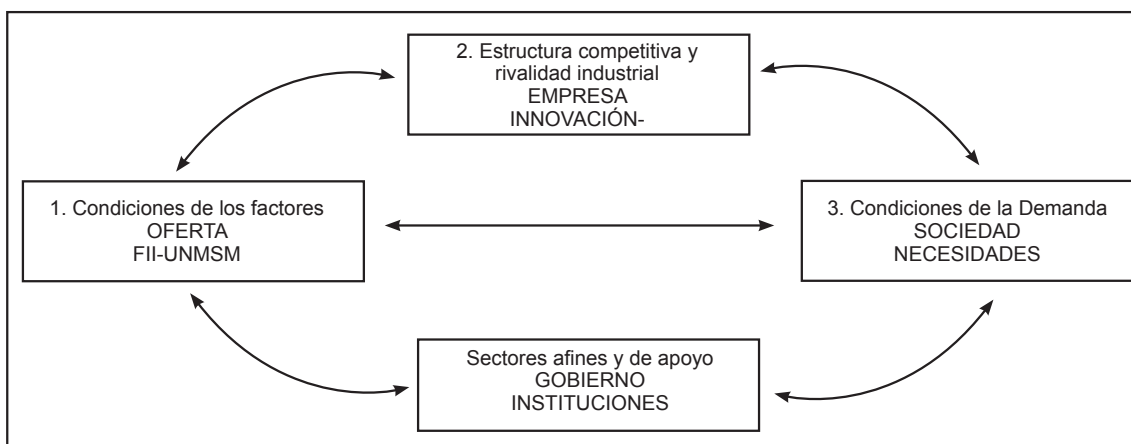 2. Estructura competitiva y
rivalidad industrial
EMPRESA
INNOVACIÓN-
1. Condiciones de los factores
OFERTA
FII-UNMSM
3. Condiciones de la Demanda
SOCIEDAD
NECESIDADES
Sectores afines y de apoyo
GOBIERNO
INSTITUCIONES